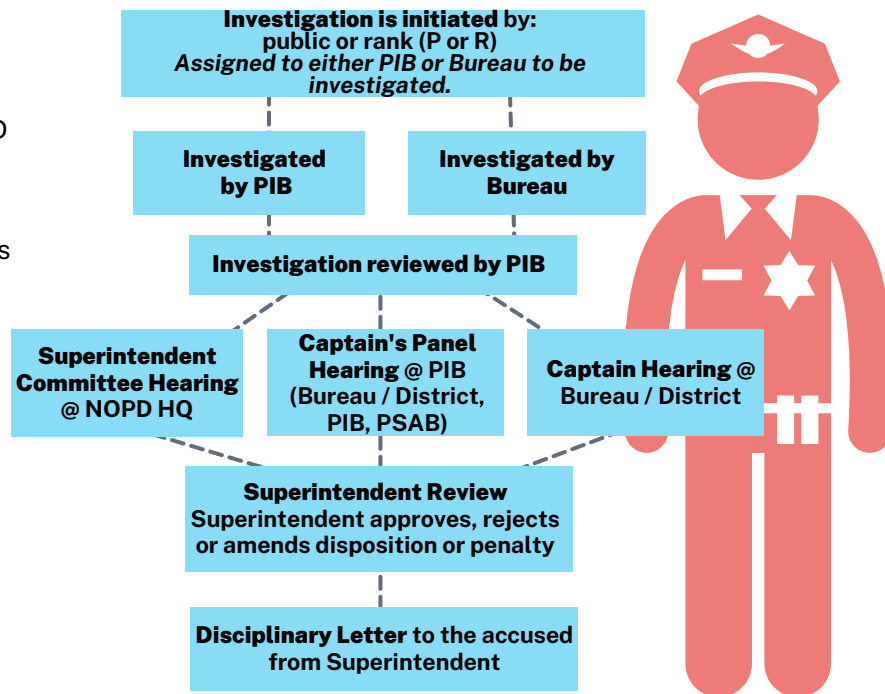 Investigation is initiated by:
public or rank (P or R)
Assigned to either PIB or Bureau to be
investigated.
Investigated
by PIB
Investigated by
Bureau
Investigation reviewed by PIB
Superintendent
Committee Hearing
@ NOPD HQ
Captain's Panel
Hearing @ PIB
(Bureau / District,
PIB, PSAB)
Captain Hearing @
Bureau / District
Superintendent Review
Superintendent approves, rejects
or amends disposition or penalty
Disciplinary Letter to the accused
from Superintendent